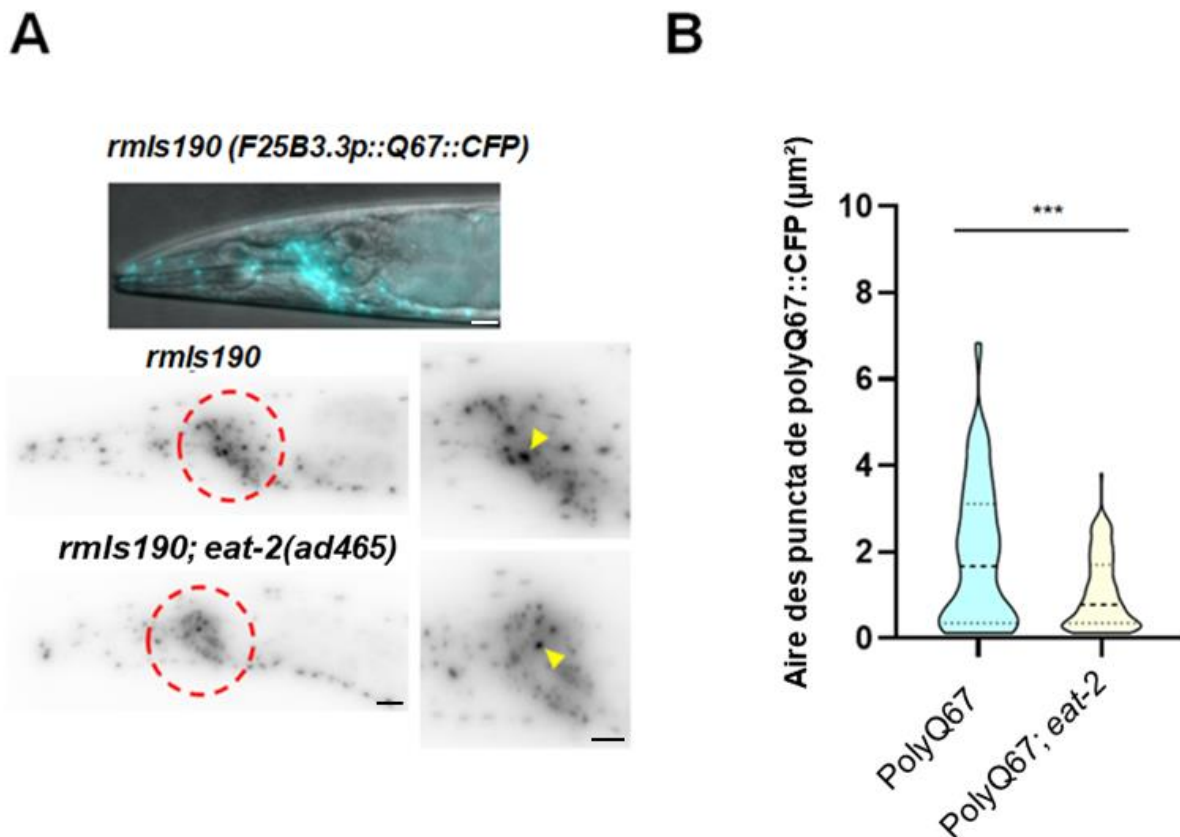 A
B
rmIs190 (F25B3.3p::Q67::CFP)
rmIs190
rmIs190; eat-2(ad465)
Aire des puncta de polyQ67::CFP (µm²)
10
8
6
4
2
0
***
PolyQ67
PolyQ67; eat-2